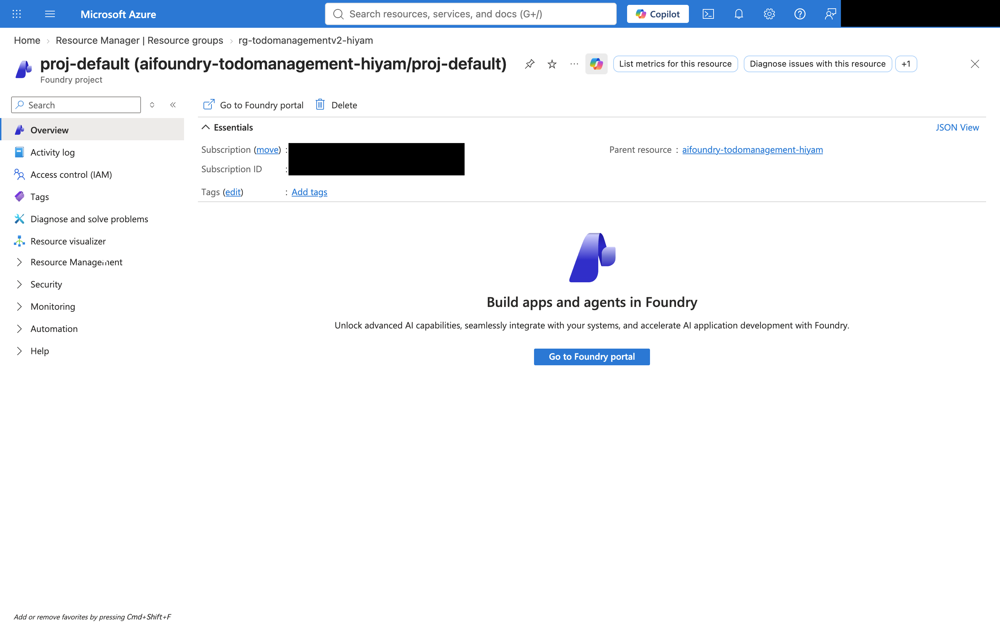 Microsoft Azure
Search resources, services, and docs (G+/)
Copilot
Home > Resource Manager | Resource groups > rg-todomanagementv2-hiyam
proj-default (aifoundry-todomanagement-hiyam/proj-default)
Foundry project
List metrics for this resource
Diagnose issues with this resource
+1
Search
Go to Foundry portal
Delete
Overview
Activity log
Access control (IAM)
Tags
Diagnose and solve problems
Resource visualizer
Resource Management
Security
Monitoring
Automation
Help
Essentials
JSON View
Subscription (move) :
Parent resource : aifoundry-todomanagement-hiyam
Subscription ID :
Tags (edit) : Add tags
Build apps and agents in Foundry
Unlock advanced AI capabilities, seamlessly integrate with your systems, and accelerate AI application development with Foundry.
Go to Foundry portal
Add or remove favorites by pressing Cmd+Shift+F